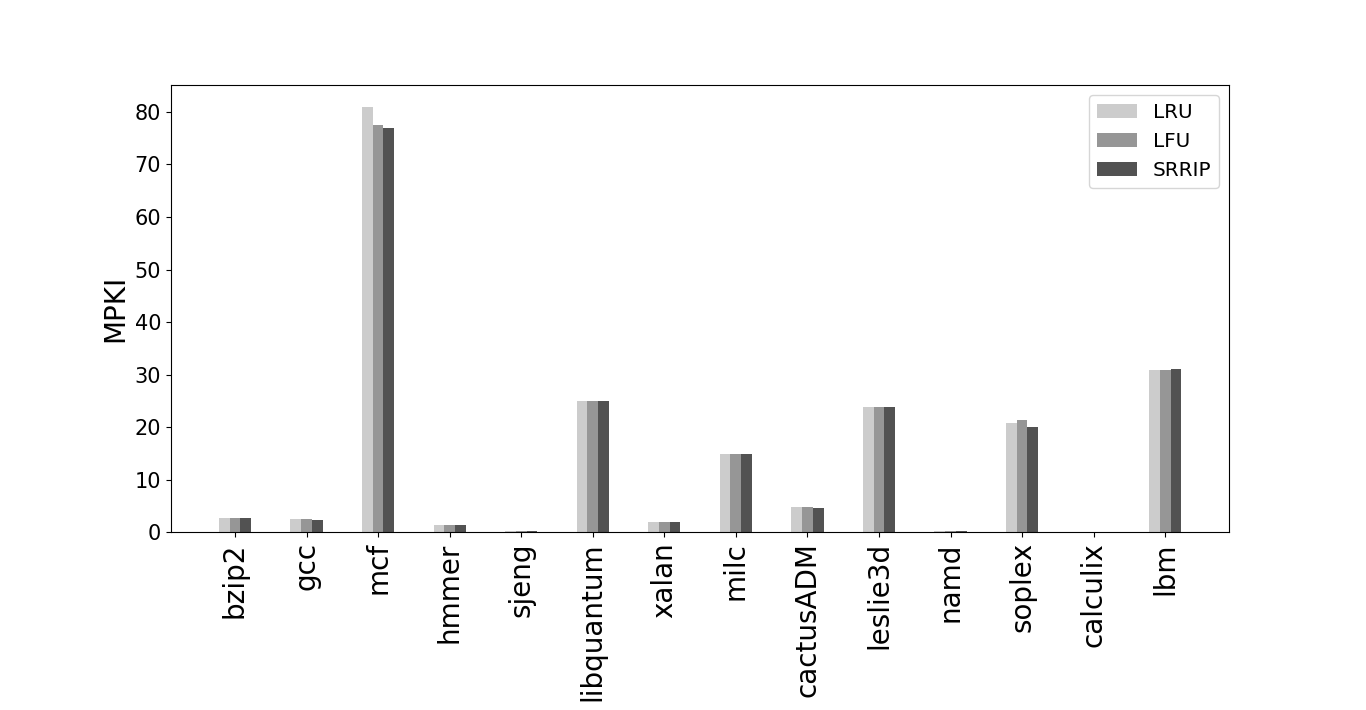 MPKI
80
70
60
50
40
30
20
10
0
LRU
LFU
SRRIP
bzip2
gcc
mcf
hmmer
sjeng
libquantum
xalan
milc
cactusADM
leslie3d
namd
soplex
calculix
lbm